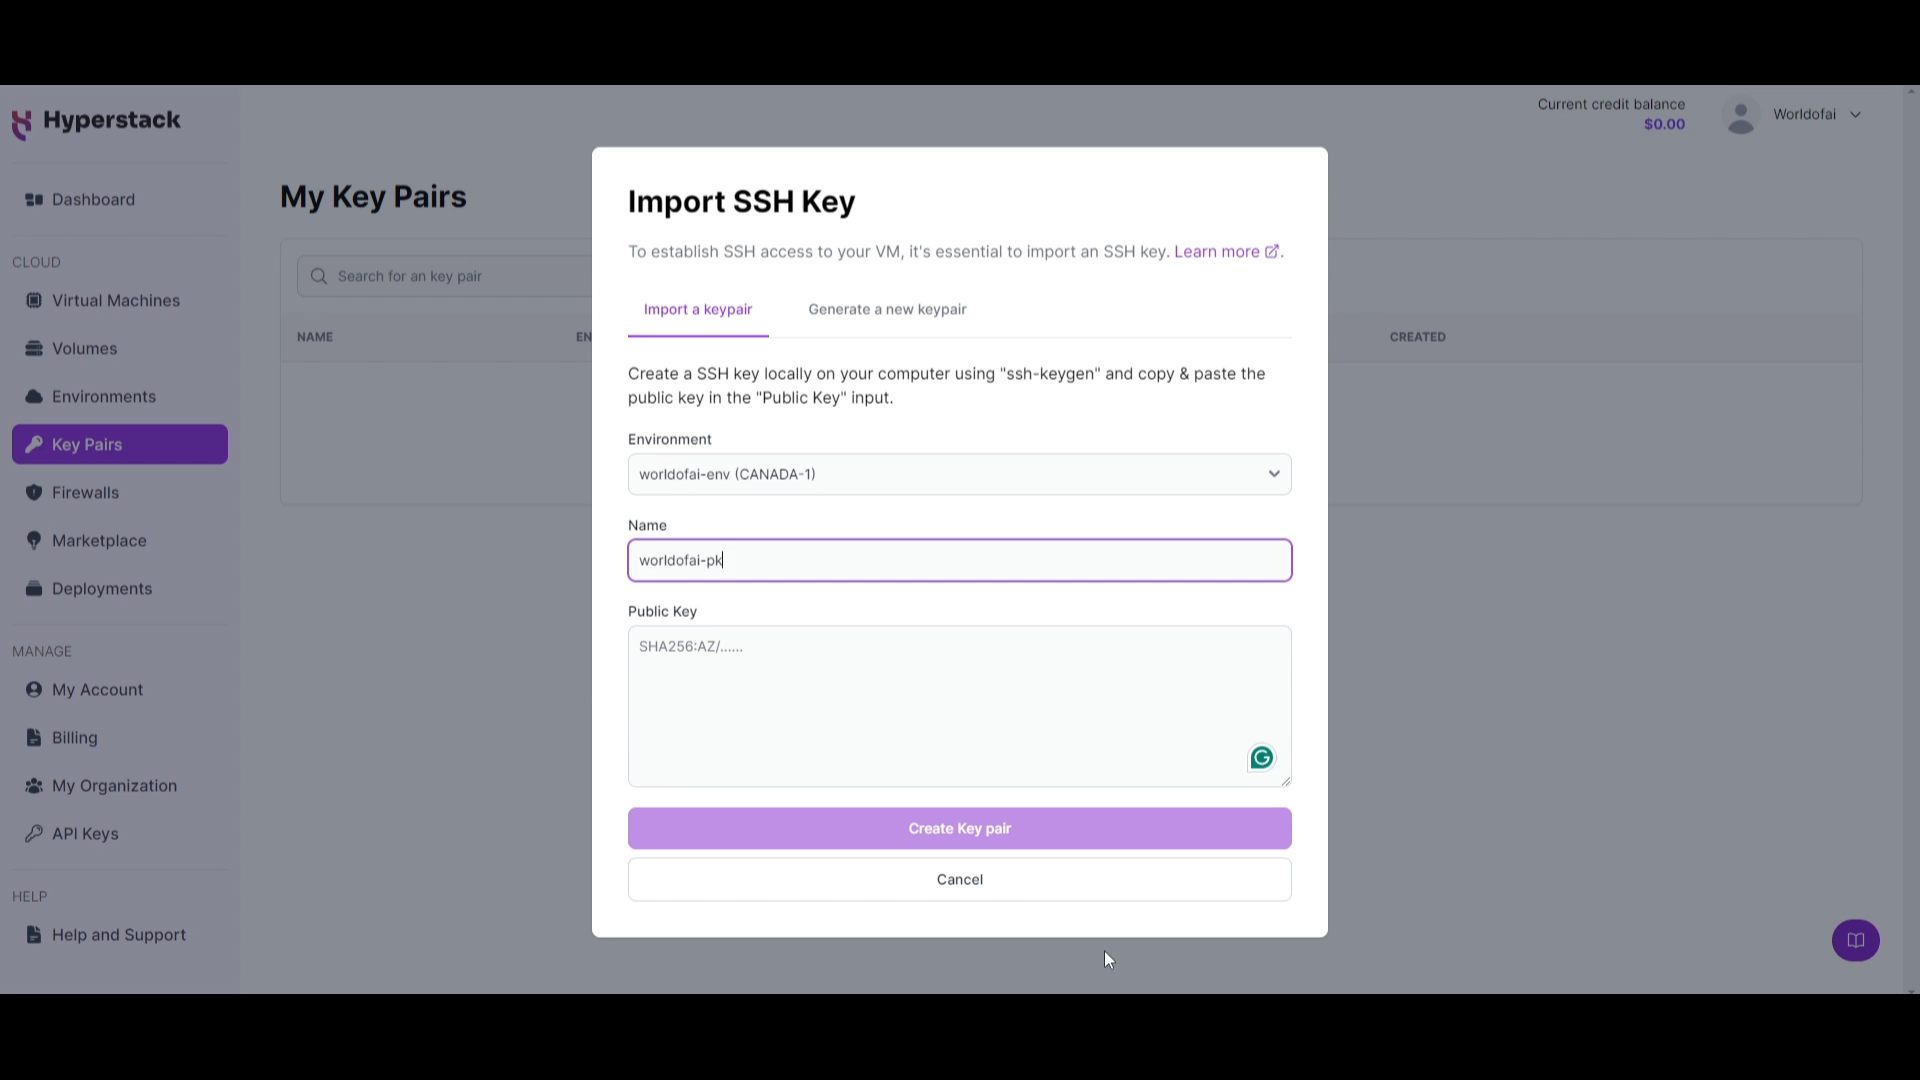 Hyperstack
Current credit balance
$0.00
Worldofai
Dashboard
CLOUD
Virtual Machines
Volumes
Environments
Key Pairs
Firewalls
Marketplace
Deployments
MANAGE
My Account
Billing
My Organization
API Keys
HELP
Help and Support
My Key Pairs
Search for an key pair
NAME
EN
CREATED
Import SSH Key
To establish SSH access to your VM, it's essential to import an SSH key. Learn more.
Import a keypair
Generate a new keypair
Create a SSH key locally on your computer using "ssh-keygen" and copy & paste the
public key in the "Public Key" input.
Environment
worldofai-env (CANADA-1)
Name
worldofai-pk
Public Key
SHA256:AZ/......
Create Key pair
Cancel